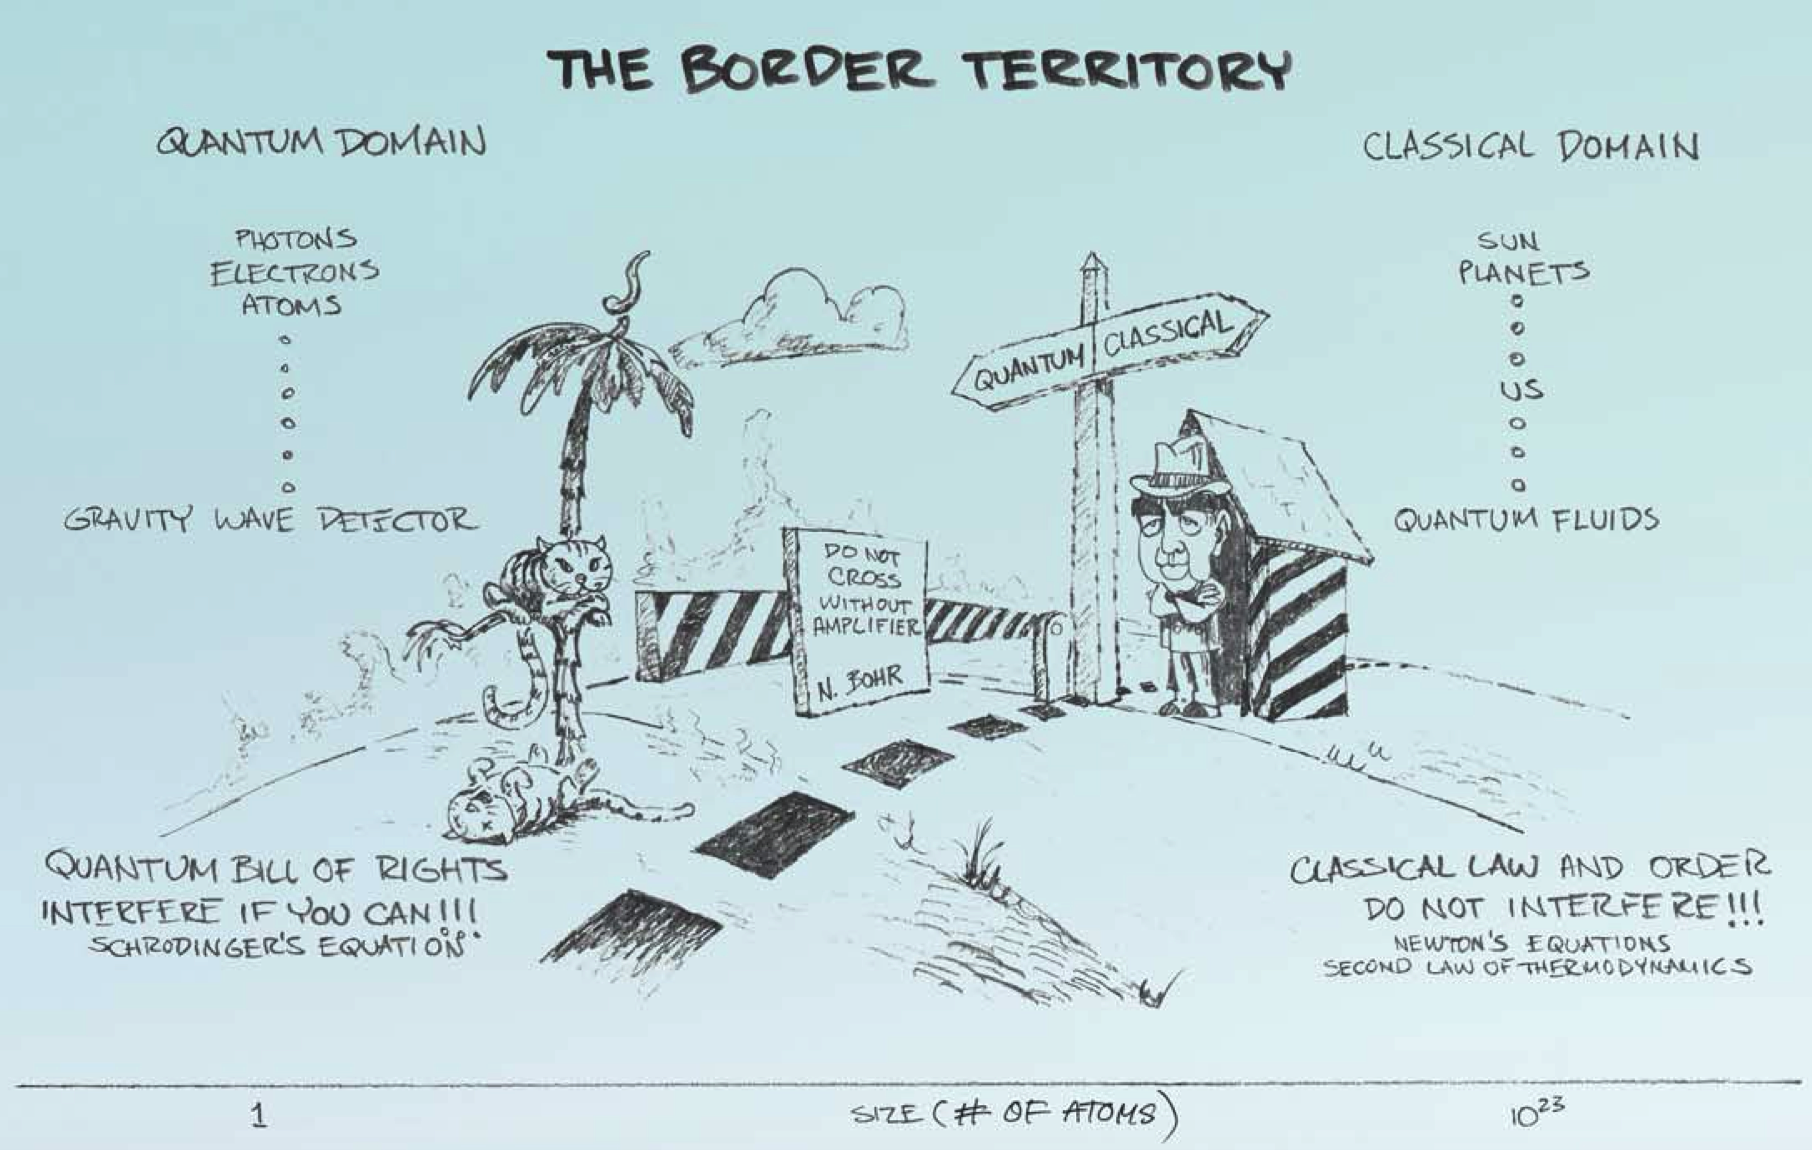 THE BORDER TERRITORY
QUANTUM DOMAIN
PHOTONS
ELECTRONS
ATOMS
GRAVITY WAVE DETECTOR
CLASSICAL DOMAIN
SUN
PLANETS
US
QUANTUM FLUIDS
QUANTUM CLASSICAL
DO NOT
CROSS
WITHOUT
AMPLIFIER
N. BOHR
QUANTUM BILL OF RIGHTS
INTERFERE IF YOU CAN!!!
SCHRODINGER'S EQUATION
CLASSICAL LAW AND ORDER
DO NOT INTERFERE!!!
NEWTON'S EQUATIONS
SECOND LAW OF THERMODYNAMICS
1
SIZE (# OF ATOMS)
10²³